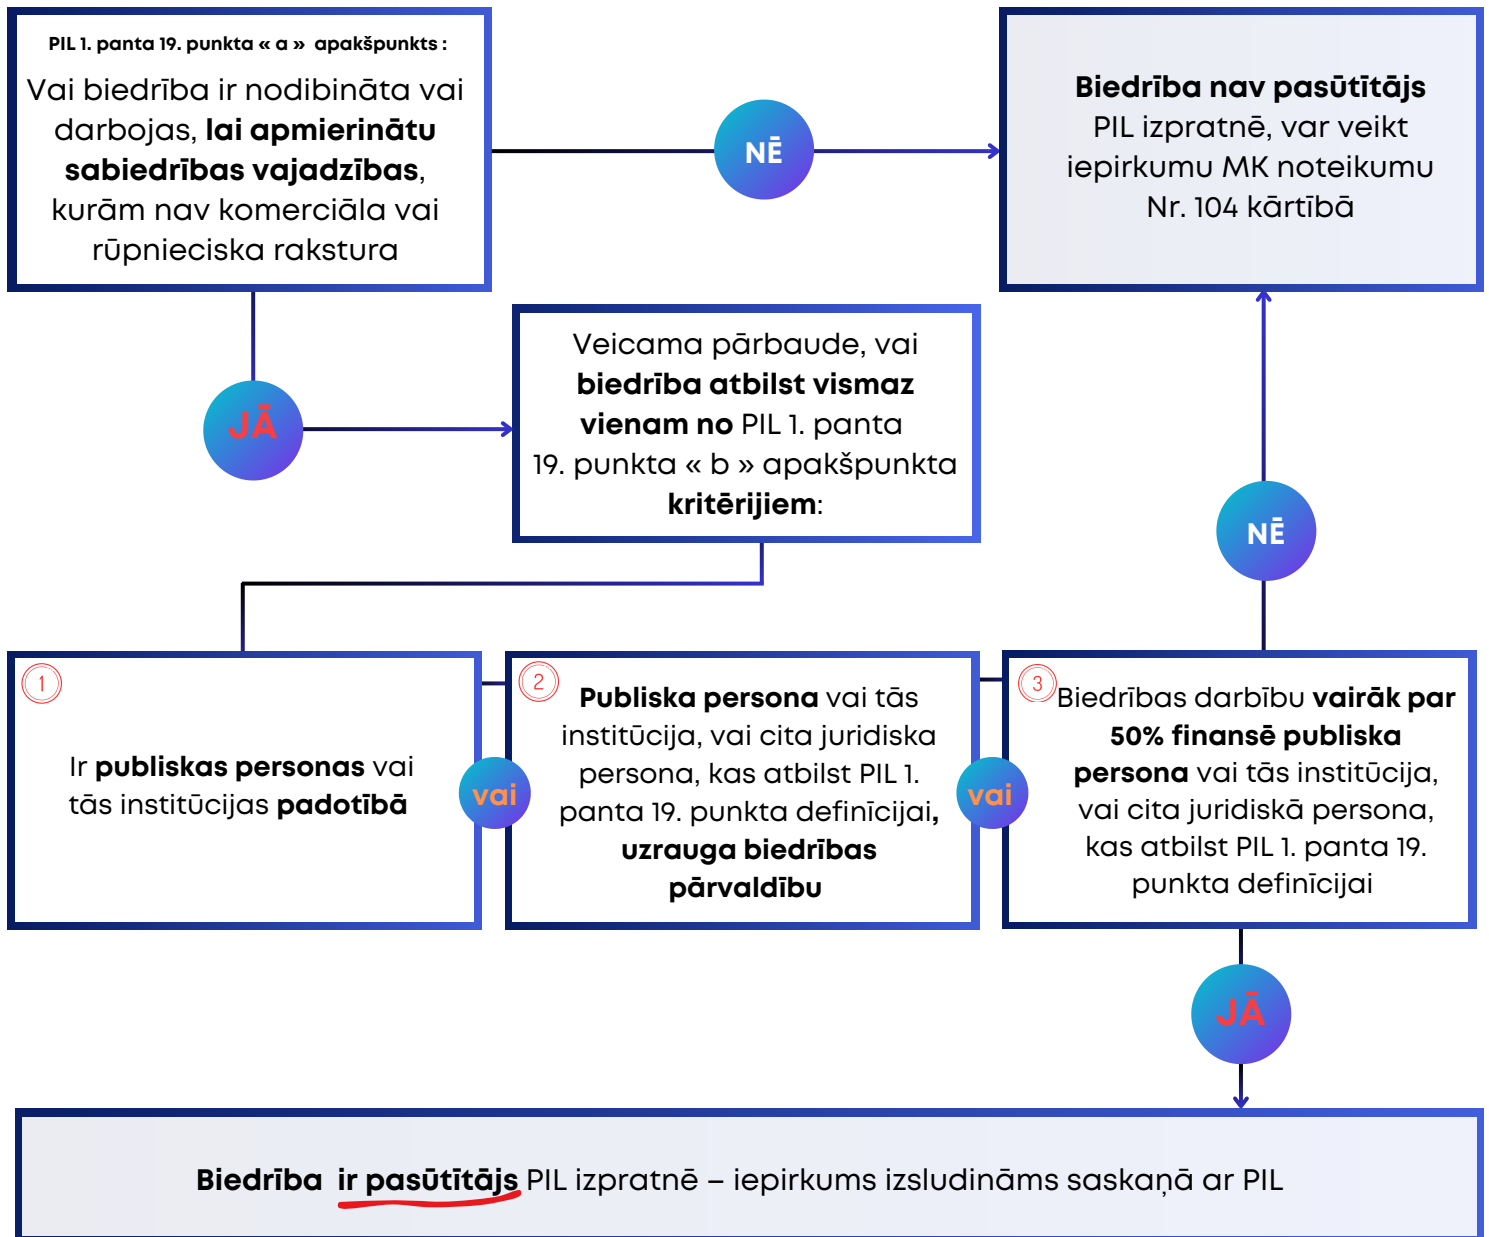 PIL 1. panta 19. punkta « a » apakšpunkts :
Vai biedrība ir nodibināta vai
darbojas, lai apmierinātu
sabiedrības vajadzības,
kurām nav komerciāla vai
rūpnieciska rakstura
NĒ
Biedrība nav pasūtītājs
PIL izpratnē, var veikt
iepirkumu MK noteikumu
Nr. 104 kārtībā
JĀ
Veicama pārbaude, vai
biedrība atbilst vismaz
vienam no PIL 1. panta
19. punkta « b » apakšpunkta
kritērijiem:
NĒ
1
Ir publiskas personas vai
tās institūcijas padotībā
vai
2
Publiska persona vai tās
institūcija, vai cita juridiska
persona, kas atbilst PIL 1.
panta 19. punkta definīcijai,
uzrauga biedrības
pārvaldību
vai
3
Biedrības darbību vairāk par
50% finansē publiska
persona vai tās institūcija,
vai cita juridiskā persona,
kas atbilst PIL 1. panta 19.
punkta definīcijai
JĀ
Biedrība ir pasūtītājs PIL izpratnē – iepirkums izsludināms saskaņā ar PIL